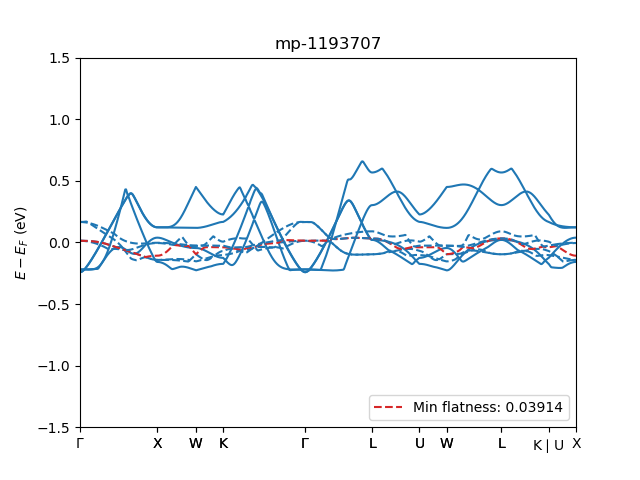 mp-1193707
E − E_F (eV)
1.5
1.0
0.5
0.0
−0.5
−1.0
−1.5
Min flatness: 0.03914
Γ X W K Γ L U W L K | U X